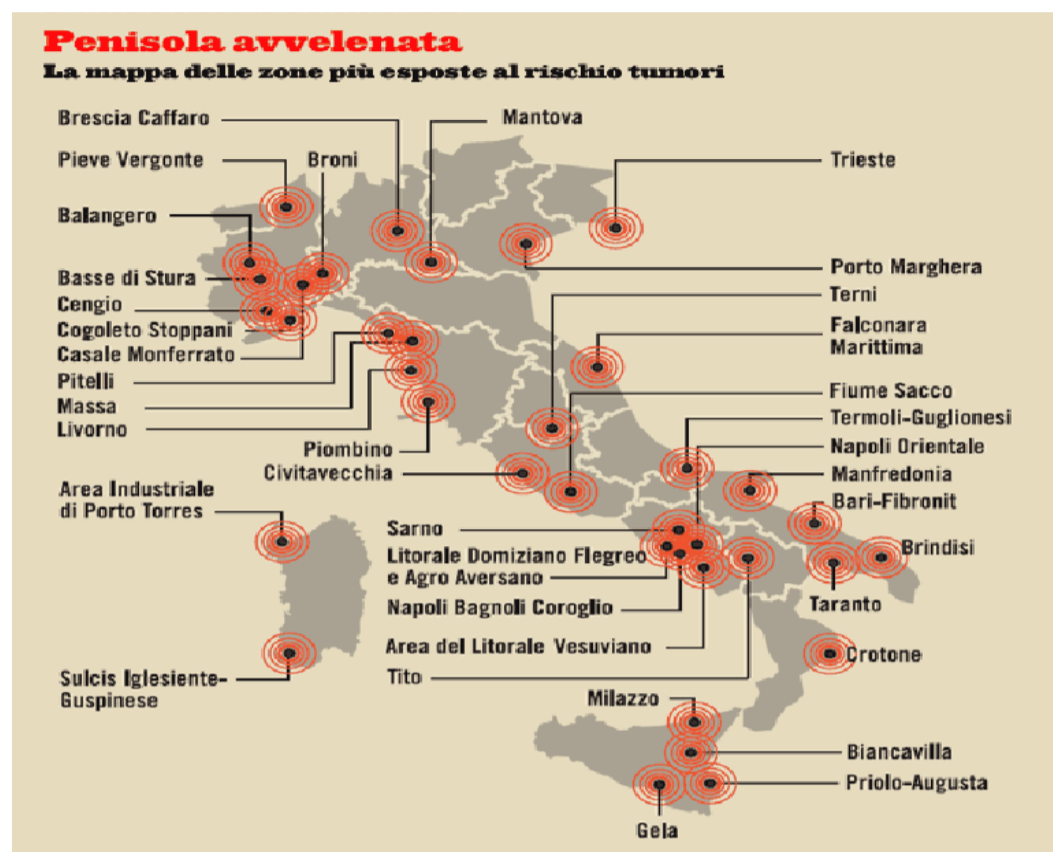 Penisola avvelenata
La mappa delle zone più esposte al rischio tumori
Brescia Caffaro
Mantova
Pieve Vergonte
Broni
Trieste
Balangero
Basse di Stura
Cengio
Cogoleto Stoppani
Casale Monferrato
Pitelli
Massa
Livorno
Piombino
Civitavecchia
Porto Marghera
Terni
Falconara
Marittima
Fiume Sacco
Termoli-Guglionesi
Napoli Orientale
Manfredonia
Bari-Fibronit
Brindisi
Taranto
Area Industriale
di Porto Torres
Sarno
Litorale Domiziano Flegreo
e Agro Aversano
Napoli Bagnoli Coroglio
Area del Litorale Vesuviano
Tito
Crotone
Sulcis Iglesiente-
Guspinese
Milazzo
Biancavilla
Priolo-Augusta
Gela